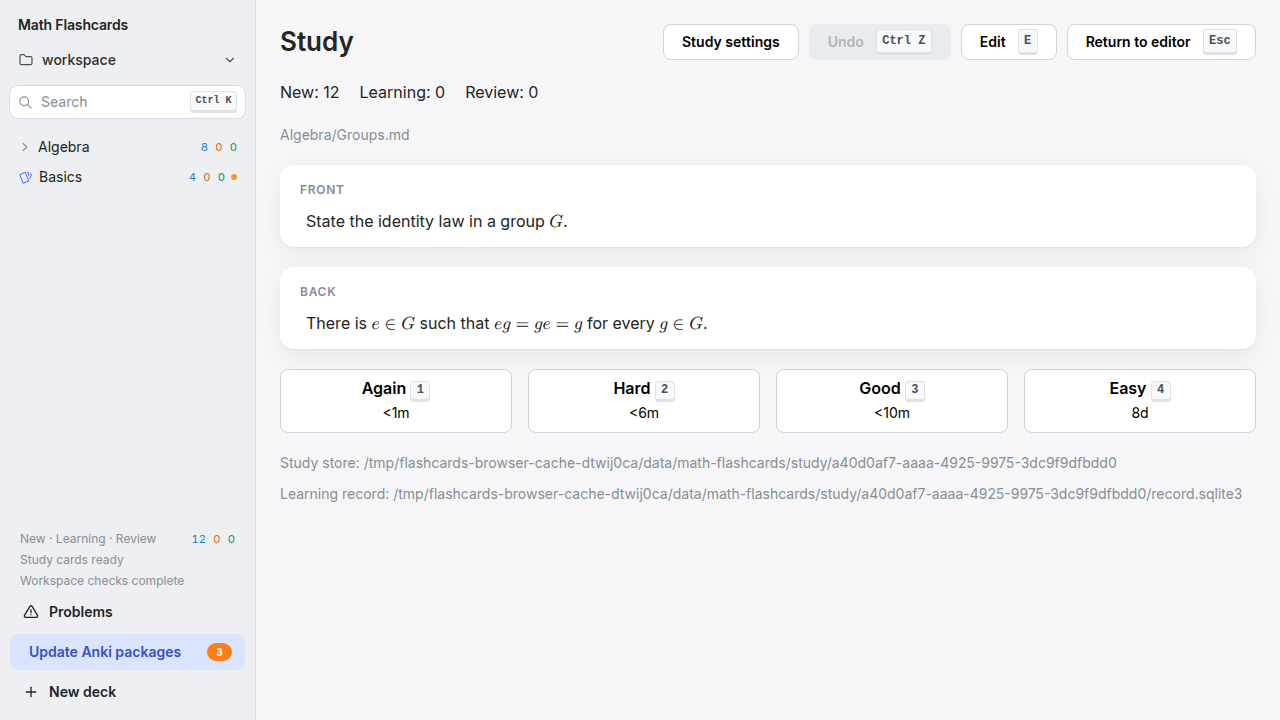 Math Flashcards
workspace
Search Ctrl K
Algebra 8 0 0
Basics 4 0 0
New · Learning · Review 12 0 0
Study cards ready
Workspace checks complete
Problems
Update Anki packages 3
New deck
Study
Study settings
Undo Ctrl Z
Edit E
Return to editor Esc
New: 12 Learning: 0 Review: 0
Algebra/Groups.md
FRONT
State the identity law in a group G.
BACK
There is e ∈ G such that eg = ge = g for every g ∈ G.
Again 1
<1m
Hard 2
<6m
Good 3
<10m
Easy 4
8d
Study store: /tmp/flashcards-browser-cache-dtwij0ca/data/math-flashcards/study/a40d0af7-aaaa-4925-9975-3dc9f9dfbdd0
Learning record: /tmp/flashcards-browser-cache-dtwij0ca/data/math-flashcards/study/a40d0af7-aaaa-4925-9975-3dc9f9dfbdd0/record.sqlite3